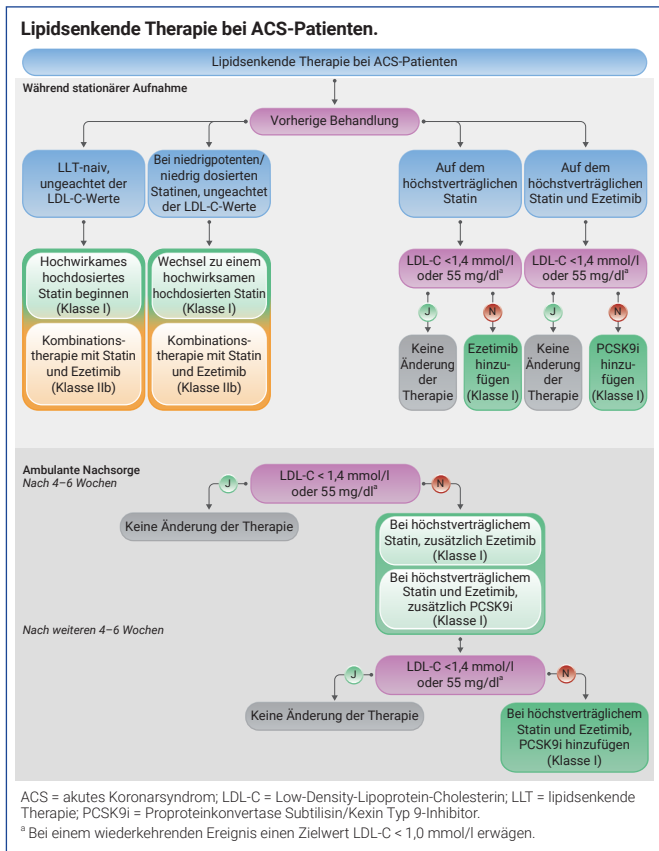 Lipidsenkende Therapie bei ACS-Patienten.
Lipidsenkende Therapie bei ACS-Patienten
Während stationärer Aufnahme
Vorherige Behandlung
LLT-naiv,
ungeachtet der
LDL-C-Werte
Bei niedrigpotenten/
niedrig dosierten
Statinen, ungeachtet
der LDL-C-Werte
Auf dem
höchstverträglichen
Statin
Auf dem
höchstverträglichen
Statin und Ezetimib
Hochwirkames
hochdosiertes
Statin beginnen
(Klasse I)
Wechsel zu einem
hochwirksamen
hochdosierten Statin
(Klasse I)
LDL-C <1,4 mmol/l
oder 55 mg/dlª
LDL-C <1,4 mmol/l
oder 55 mg/dlª
J
N
J
N
Kombinations-
therapie mit Statin
und Ezetimib
(Klasse IIb)
Kombinations-
therapie mit Statin
und Ezetimib
(Klasse IIb)
Keine
Änderung
der
Therapie
Ezetimib
hinzu-
fügen
(Klasse I)
Keine
Änderung
der
Therapie
PCSK9i
hinzu-
fügen
(Klasse I)
Ambulante Nachsorge
Nach 4–6 Wochen
J
LDL-C < 1,4 mmol/l
oder 55 mg/dlª
N
Keine Änderung der Therapie
Bei höchstverträglichem
Statin, zusätzlich Ezetimib
(Klasse I)
Bei höchstverträglichem
Statin und Ezetimib,
zusätzlich PCSK9i
(Klasse I)
Nach weiteren 4–6 Wochen
J
LDL-C <1,4 mmol/l
oder 55 mg/dlª
N
Keine Änderung der Therapie
Bei höchstverträglichem
Statin und Ezetimib,
PCSK9i hinzufügen
(Klasse I)
ACS = akutes Koronarsyndrom; LDL-C = Low-Density-Lipoprotein-Cholesterin; LLT = lipidsenkende
Therapie; PCSK9i = Proproteinkonvertase Subtilisin/Kexin Typ 9-Inhibitor.
ª Bei einem wiederkehrenden Ereignis einen Zielwert LDL-C < 1,0 mmol/l erwägen.